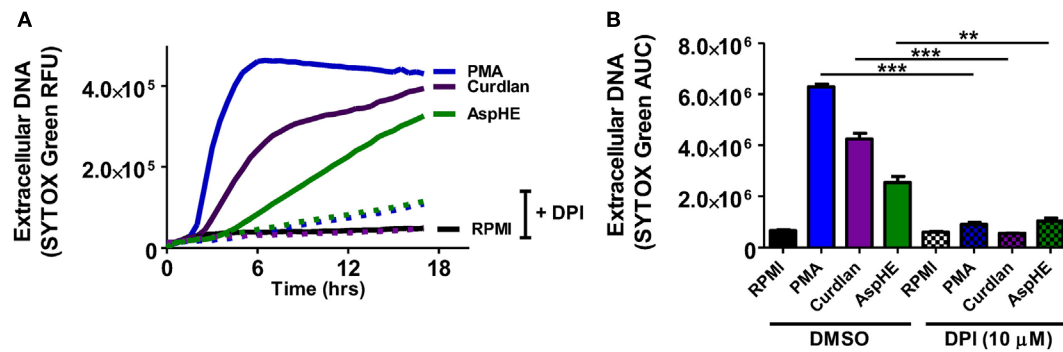 A
Extracellular DNA
(SYTOX Green RFU)
4.0×10⁵
2.0×10⁵
0
0 6 12 18
Time (hrs)
PMA
Curdlan
AspHE
RPMI
+ DPI
B
Extracellular DNA
(SYTOX Green AUC)
8.0×10⁶
6.0×10⁶
4.0×10⁶
2.0×10⁶
0
**
***
***
RPMI PMA Curdlan AspHE RPMI PMA Curdlan AspHE
DMSO DPI (10 μM)